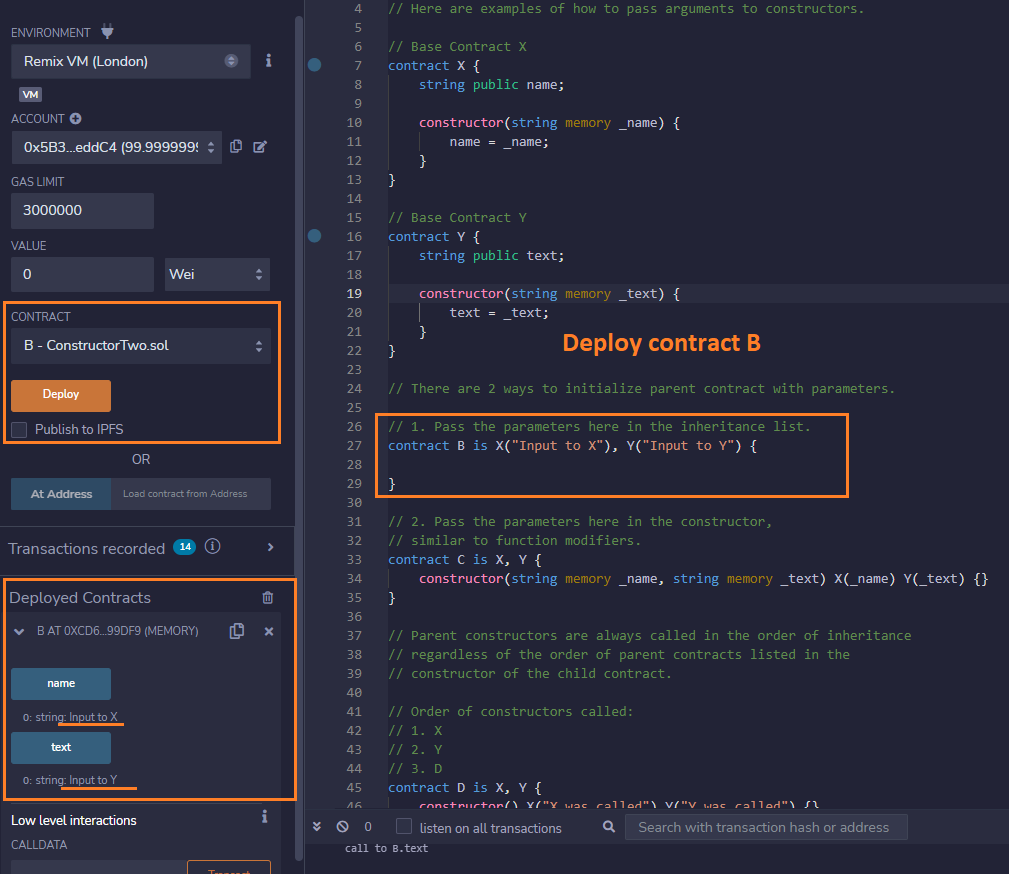 ENVIRONMENT
Remix VM (London)
VM
ACCOUNT
0x5B3...eddC4 (99.9999999
GAS LIMIT
3000000
VALUE
0
Wei
CONTRACT
B - ConstructorTwo.sol
Deploy
Publish to IPFS
OR
At Address
Load contract from Address
Transactions recorded 14
Deployed Contracts
B AT 0XCD6...99DF9 (MEMORY)
name
0: string: Input to X
text
0: string: Input to Y
Low level interactions
CALLDATA
Transact
4 // Here are examples of how to pass arguments to constructors.
5
6 // Base Contract X
7 contract X {
8 string public name;
9
10 constructor(string memory _name) {
11 name = _name;
12 }
13 }
14
15 // Base Contract Y
16 contract Y {
17 string public text;
18
19 constructor(string memory _text) {
20 text = _text;
21 }
22 }
Deploy contract B
23
24 // There are 2 ways to initialize parent contract with parameters.
25
26 // 1. Pass the parameters here in the inheritance list.
27 contract B is X("Input to X"), Y("Input to Y") {
28
29 }
30
31 // 2. Pass the parameters here in the constructor,
32 // similar to function modifiers.
33 contract C is X, Y {
34 constructor(string memory _name, string memory _text) X(_name) Y(_text) {}
35 }
36
37 // Parent constructors are always called in the order of inheritance
38 // regardless of the order of parent contracts listed in the
39 // constructor of the child contract.
40
41 // Order of constructors called:
42 // 1. X
43 // 2. Y
44 // 3. D
45 contract D is X, Y {
46 constructor() X("X was called") Y("Y was called") {}
0
listen on all transactions
Search with transaction hash or address
call to B.text